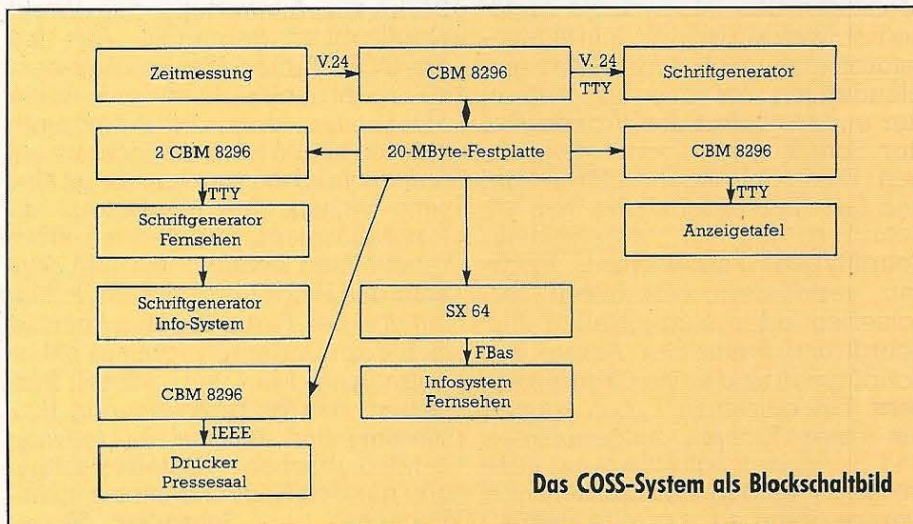 Zeitmessung
V.24
CBM 8296
V. 24
TTY
Schriftgenerator
2 CBM 8296
20-MByte-Festplatte
CBM 8296
TTY
TTY
Schriftgenerator
Fernsehen
Anzeigetafel
Schriftgenerator
Info-System
SX 64
FBas
CBM 8296
Infosystem
Fernsehen
IEEE
Drucker
Pressesaal
Das COSS-System als Blockschaltbild